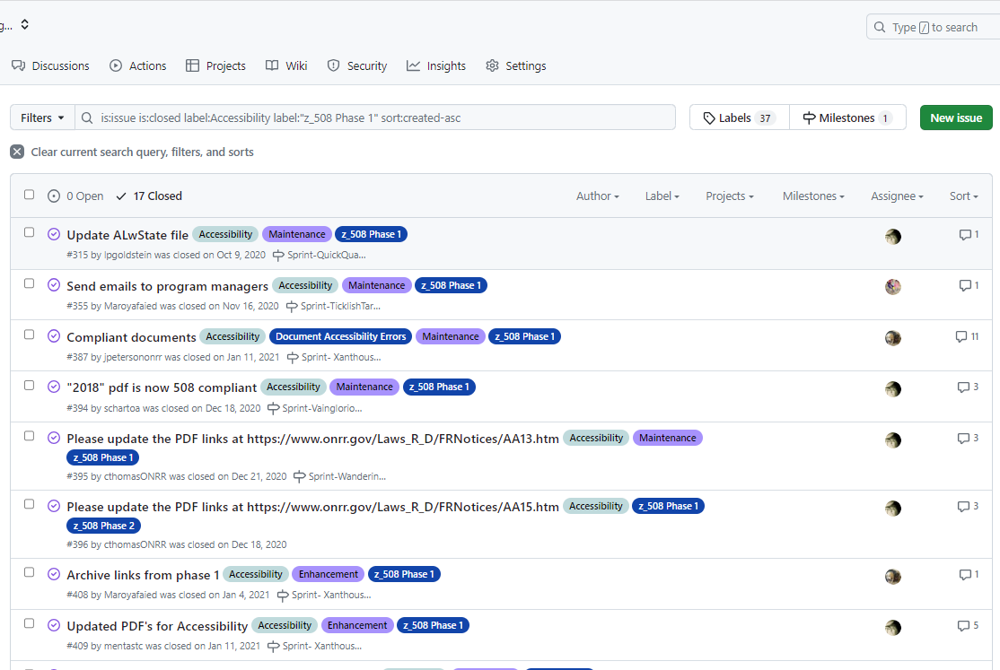 g...
Type / to search
Discussions Actions Projects Wiki Security Insights Settings
Filters is:issue is:closed label:Accessibility label:"z_508 Phase 1" sort:created-asc Labels 37 Milestones 1 New issue
Clear current search query, filters, and sorts
0 Open 17 Closed Author Label Projects Milestones Assignee Sort
Update ALwState file Accessibility Maintenance z_508 Phase 1 1
#315 by lpgoldstein was closed on Oct 9, 2020 Sprint-QuickQua...
Send emails to program managers Accessibility Maintenance z_508 Phase 1 1
#355 by Maroyafaied was closed on Nov 16, 2020 Sprint-TicklishTar...
Compliant documents Accessibility Document Accessibility Errors Maintenance z_508 Phase 1 11
#387 by jpetersononrr was closed on Jan 11, 2021 Sprint- Xanthous...
"2018" pdf is now 508 compliant Accessibility Maintenance z_508 Phase 1 3
#394 by schartoa was closed on Dec 18, 2020 Sprint-Vainglorio...
Please update the PDF links at https://www.onrr.gov/Laws_R_D/FRNotices/AA13.htm Accessibility Maintenance 3
z_508 Phase 1
#395 by cthomasONRR was closed on Dec 21, 2020 Sprint-Wanderin...
Please update the PDF links at https://www.onrr.gov/Laws_R_D/FRNotices/AA15.htm Accessibility z_508 Phase 1 3
z_508 Phase 2
#396 by cthomasONRR was closed on Dec 18, 2020
Archive links from phase 1 Accessibility Enhancement z_508 Phase 1 1
#408 by Maroyafaied was closed on Jan 4, 2021 Sprint- Xanthous...
Updated PDF's for Accessibility Accessibility Enhancement z_508 Phase 1 5
#409 by mentastc was closed on Jan 11, 2021 Sprint- Xanthous...